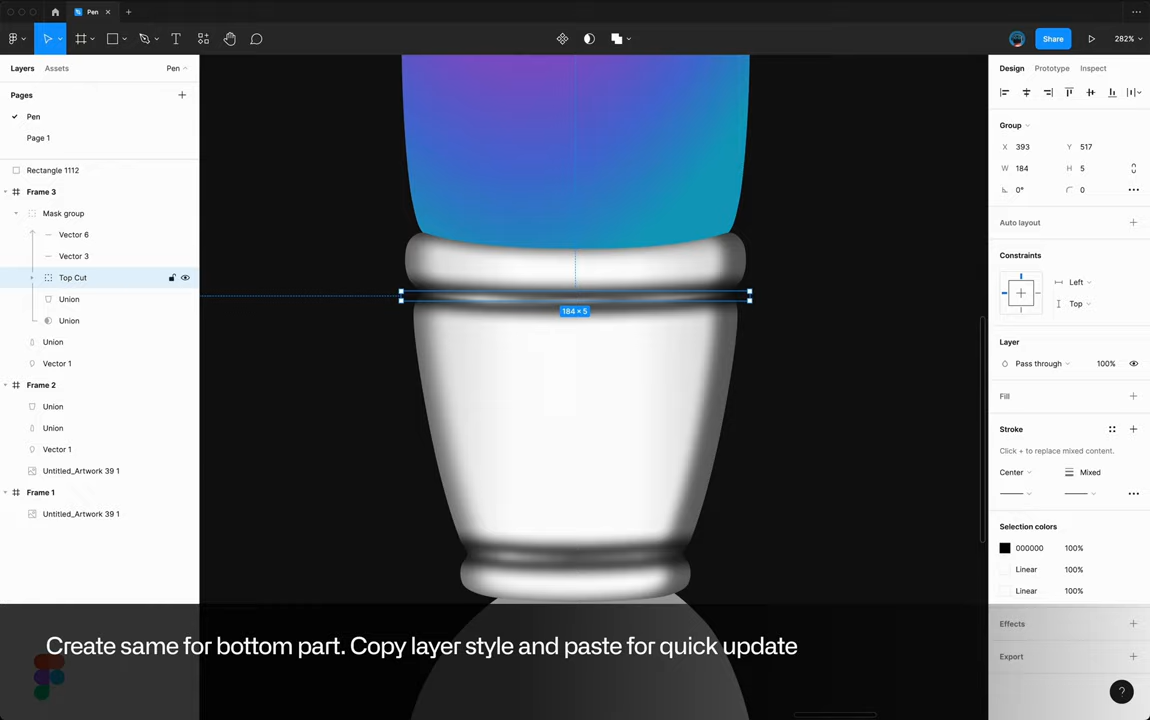 Pen
Share
282%
Layers
Assets
Pen
Design
Prototype
Inspect
Pages
Pen
Page 1
Rectangle 1112
Frame 3
Mask group
Vector 6
Vector 3
Top Cut
Union
Union
Union
Vector 1
Frame 2
Union
Union
Vector 1
Untitled_Artwork 39 1
Frame 1
Untitled_Artwork 39 1
184 × 5
Group
X 393 Y 517
W 184 H 5
0° 0
Auto layout
Constraints
Left
Top
Layer
Pass through 100%
Fill
Stroke
Click + to replace mixed content.
Center Mixed
Selection colors
000000 100%
Linear 100%
Linear 100%
Effects
Export
?
Create same for bottom part. Copy layer style and paste for quick update